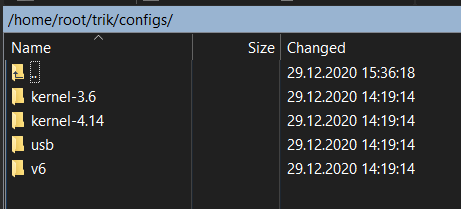 /home/root/trik/configs/
Name Size Changed
.. 29.12.2020 15:36:18
kernel-3.6 29.12.2020 14:19:14
kernel-4.14 29.12.2020 14:19:14
usb 29.12.2020 14:19:14
v6 29.12.2020 14:19:14